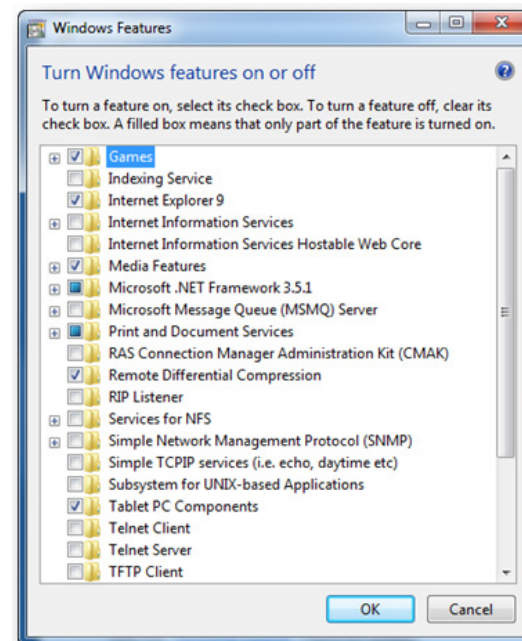 Windows Features
Turn Windows features on or off
To turn a feature on, select its check box. To turn a feature off, clear its
check box. A filled box means that only part of the feature is turned on.
Games
Indexing Service
Internet Explorer 9
Internet Information Services
Internet Information Services Hostable Web Core
Media Features
Microsoft .NET Framework 3.5.1
Microsoft Message Queue (MSMQ) Server
Print and Document Services
RAS Connection Manager Administration Kit (CMAK)
Remote Differential Compression
RIP Listener
Services for NFS
Simple Network Management Protocol (SNMP)
Simple TCPIP services (i.e. echo, daytime etc)
Subsystem for UNIX-based Applications
Tablet PC Components
Telnet Client
Telnet Server
TFTP Client
OK Cancel